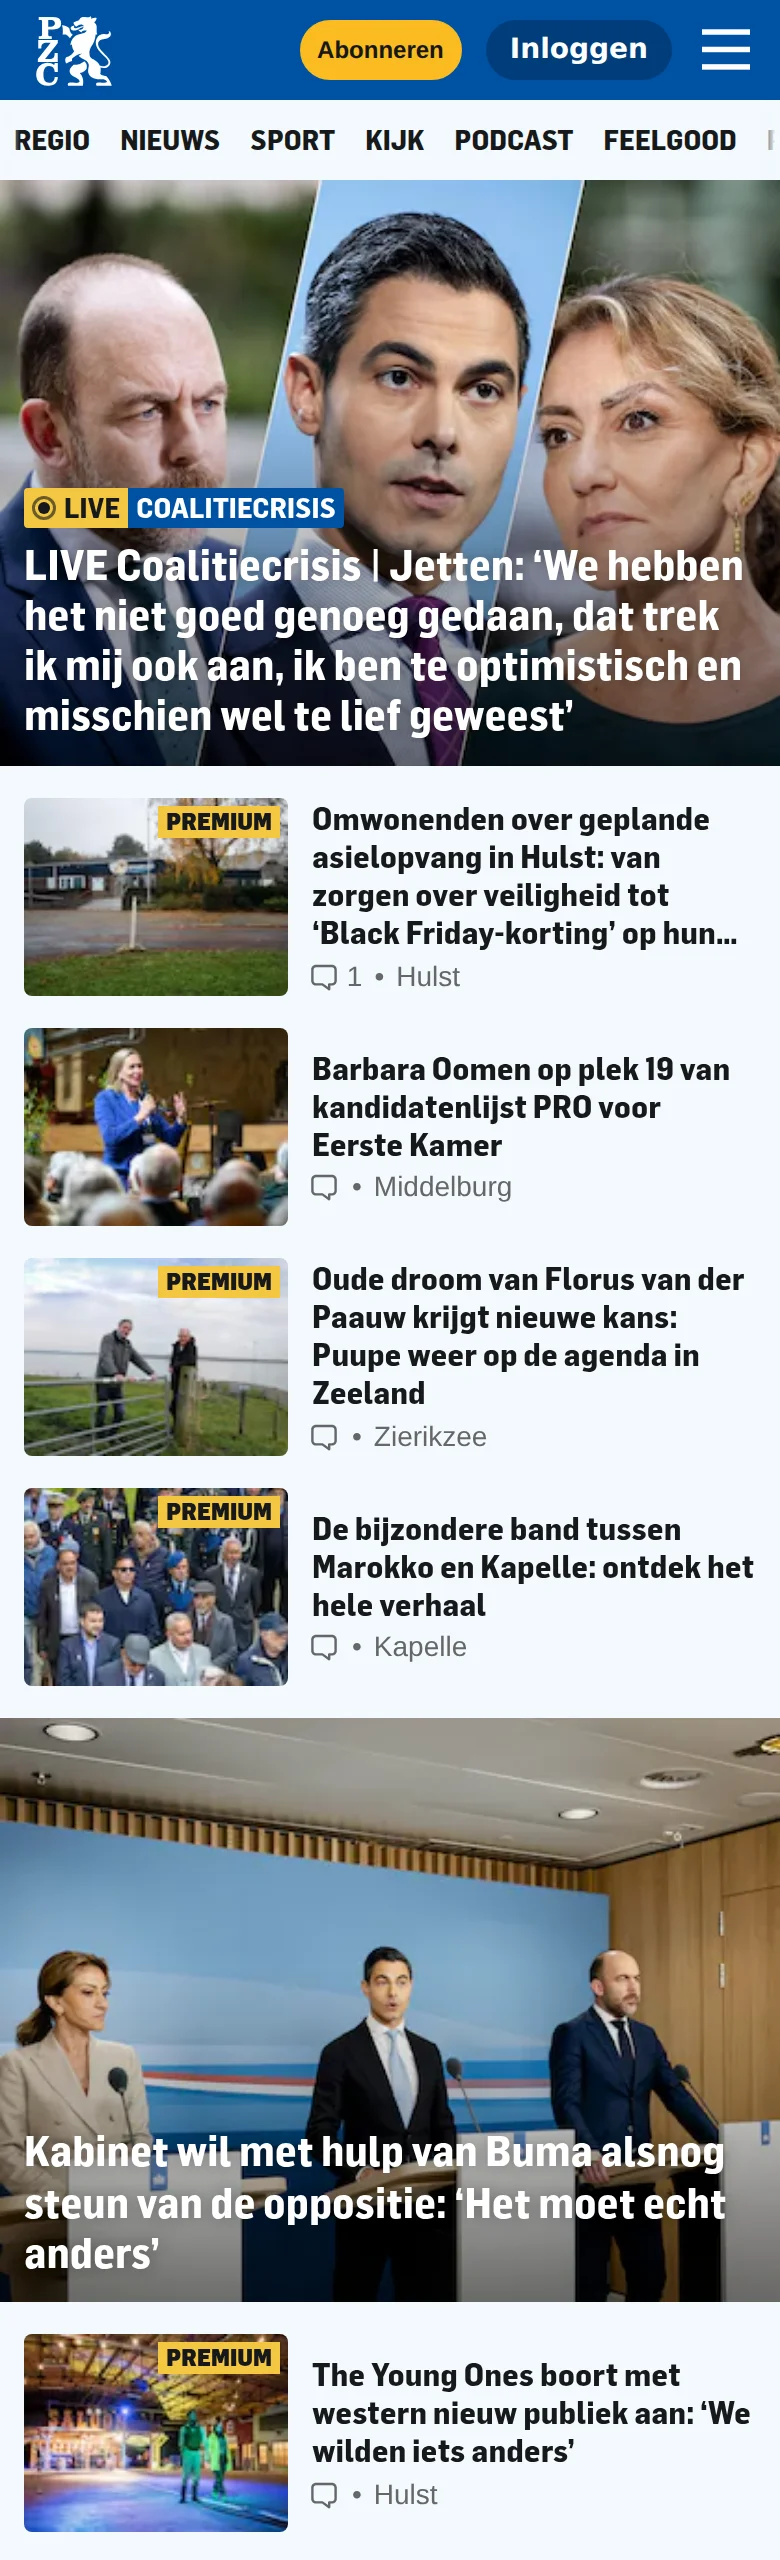 PZC
Abonneren
Inloggen
REGIO NIEUWS SPORT KIJK PODCAST FEELGOOD
LIVE COALITIECRISIS
LIVE Coalitiecrisis | Jetten: ‘We hebben
het niet goed genoeg gedaan, dat trek
ik mij ook aan, ik ben te optimistisch en
misschien wel te lief geweest’
PREMIUM
Omwonenden over geplande
asielopvang in Hulst: van
zorgen over veiligheid tot
‘Black Friday-korting’ op hun...
1 • Hulst
Barbara Oomen op plek 19 van
kandidatenlijst PRO voor
Eerste Kamer
• Middelburg
PREMIUM
Oude droom van Florus van der
Paauw krijgt nieuwe kans:
Puupe weer op de agenda in
Zeeland
• Zierikzee
PREMIUM
De bijzondere band tussen
Marokko en Kapelle: ontdek het
hele verhaal
• Kapelle
Kabinet wil met hulp van Buma alsnog
steun van de oppositie: ‘Het moet echt
anders’
PREMIUM
The Young Ones boort met
western nieuw publiek aan: ‘We
wilden iets anders’
• Hulst